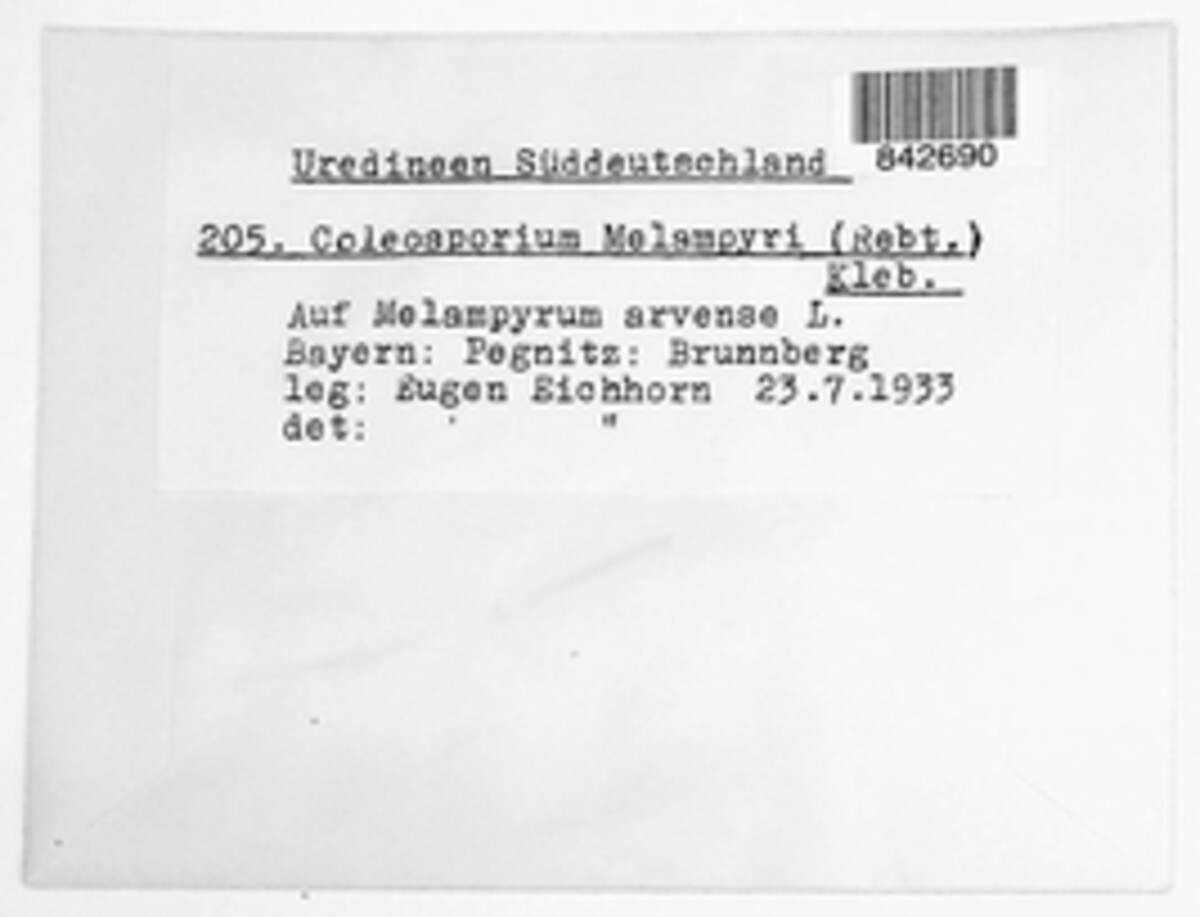 842690
Uredineen Süddeutschland
205. Coleosporium Melampyri (Rebt.)
Kleb.
Auf Melampyrum arvense L.
Bayern: Pegnitz: Brunnberg
leg: Eugen Eichhorn 23.7.1933
det: ' "